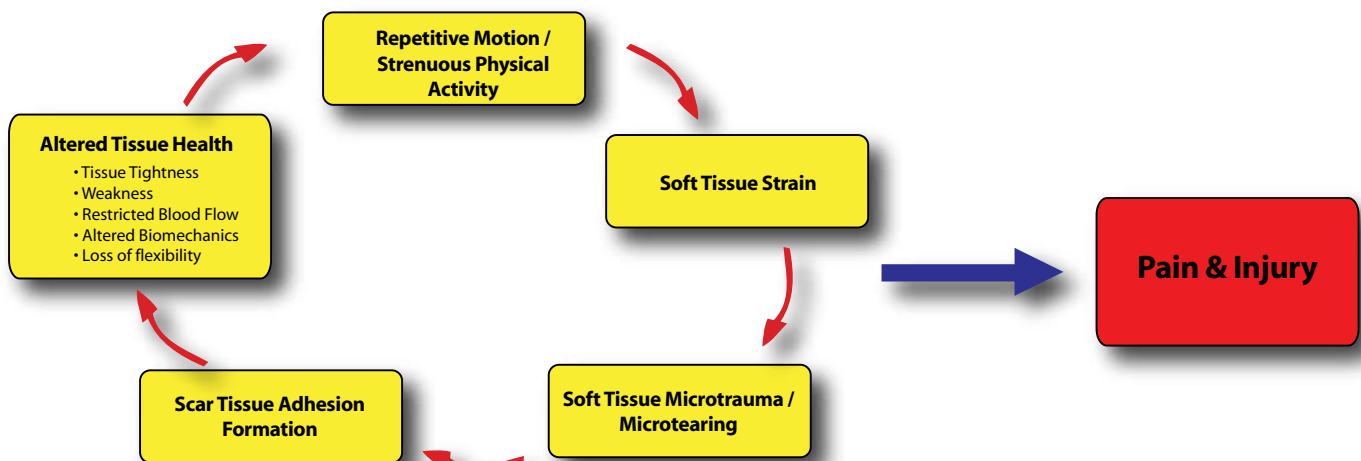 Repetitive Motion /
Strenuous Physical
Activity
Soft Tissue Strain
Pain & Injury
Soft Tissue Microtrauma /
Microtearing
Scar Tissue Adhesion
Formation
Altered Tissue Health
• Tissue Tightness
• Weakness
• Restricted Blood Flow
• Altered Biomechanics
• Loss of flexibility